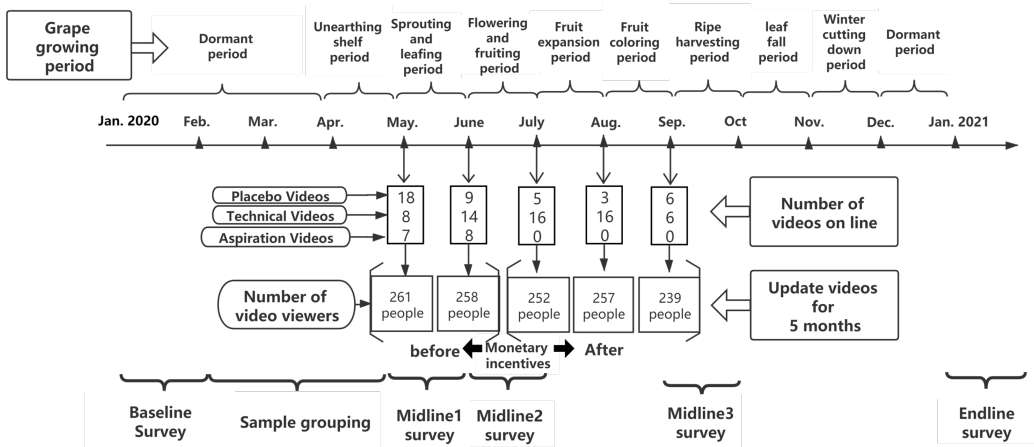 Grape
growing
period
Dormant
period
Unearthing
shelf
period
Sprouting
and
leafing
period
Flowering
and
fruiting
period
Fruit
expansion
period
Fruit
coloring
period
Ripe
harvesting
period
leaf
fall
period
Winter
cutting
down
period
Dormant
period
Jan. 2020 Feb. Mar. Apr. May. June July Aug. Sep. Oct Nov. Dec. Jan. 2021
Placebo Videos 18 9 5 3 6
Technical Videos 8 14 16 16 6
Aspiration Videos 7 8 0 0 0
Number of
videos on line
Number of
video viewers
261
people
258
people
252
people
257
people
239
people
Update videos
for
5 months
before Monetary
incentives After
Baseline
Survey
Sample grouping
Midline1
survey
Midline2
survey
Midline3
survey
Endline
survey